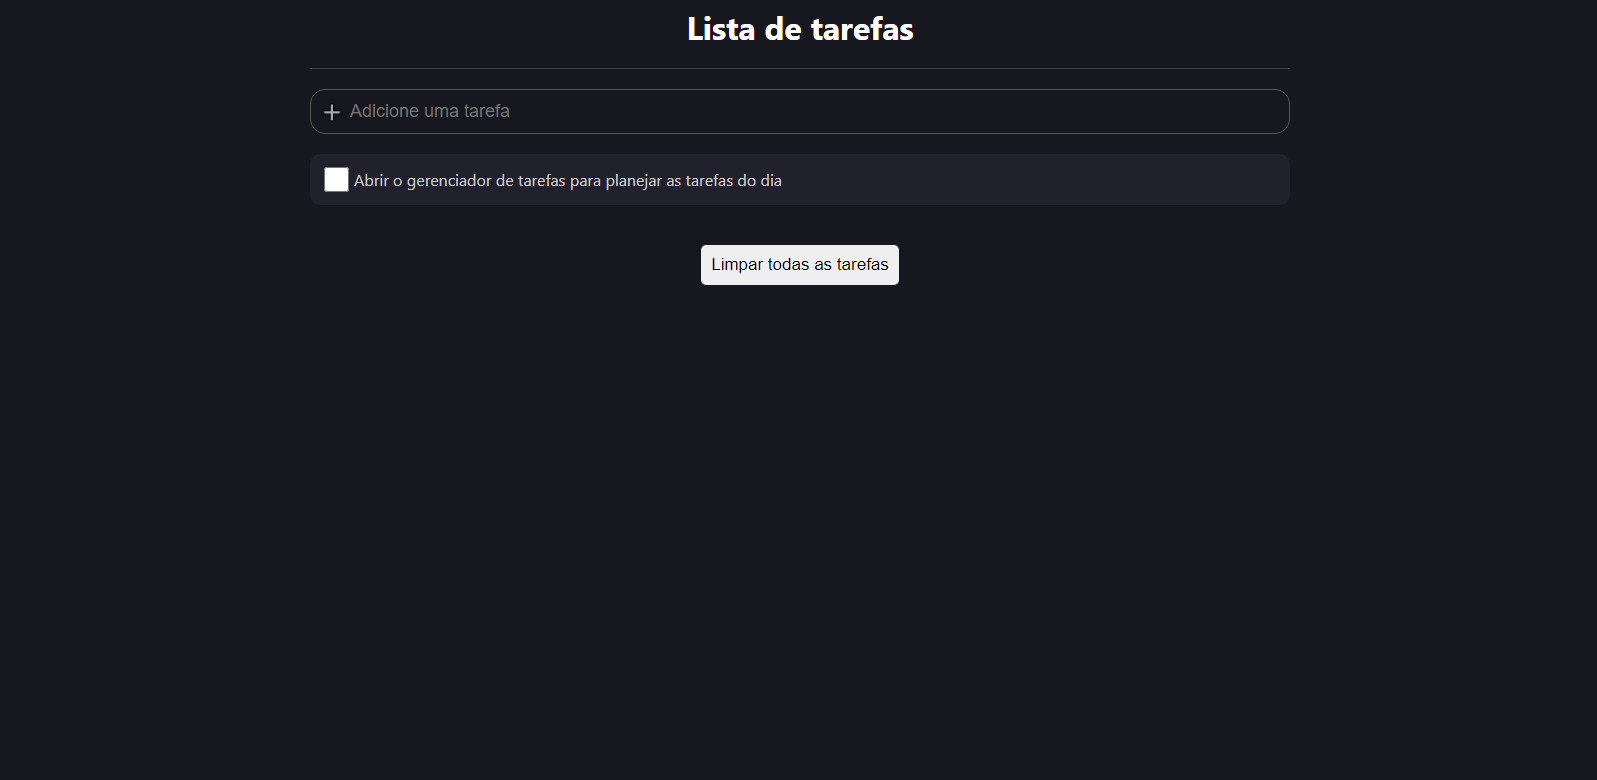 Lista de tarefas
Adicione uma tarefa
Abrir o gerenciador de tarefas para planejar as tarefas do dia
Limpar todas as tarefas